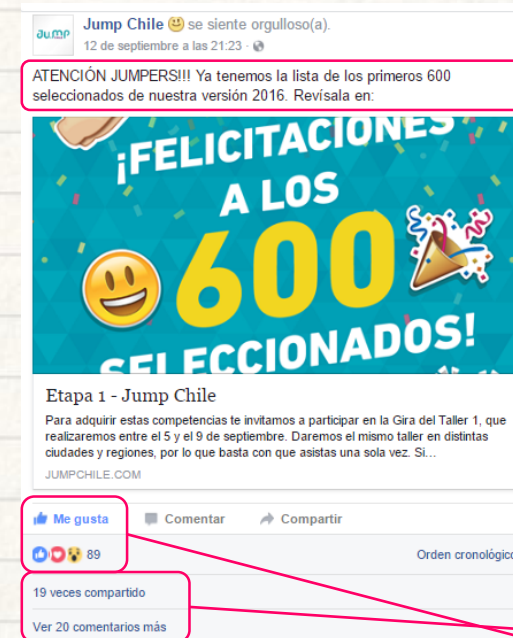 Jump
Jump Chile se siente orgulloso(a).
12 de septiembre a las 21:23 ·
ATENCIÓN JUMPERS!!! Ya tenemos la lista de los primeros 600
seleccionados de nuestra versión 2016. Revísala en:
¡FELICITACIONES
A LOS
600
SELECCIONADOS!
Etapa 1 - Jump Chile
Para adquirir estas competencias te invitamos a participar en la Gira del Taller 1, que
realizaremos entre el 5 y el 9 de septiembre. Daremos el mismo taller en distintas
ciudades y regiones, por lo que basta con que asistas una sola vez. Si...
JUMPCHILE.COM
Me gusta Comentar Compartir
89 Orden cronológico
19 veces compartido
Ver 20 comentarios más